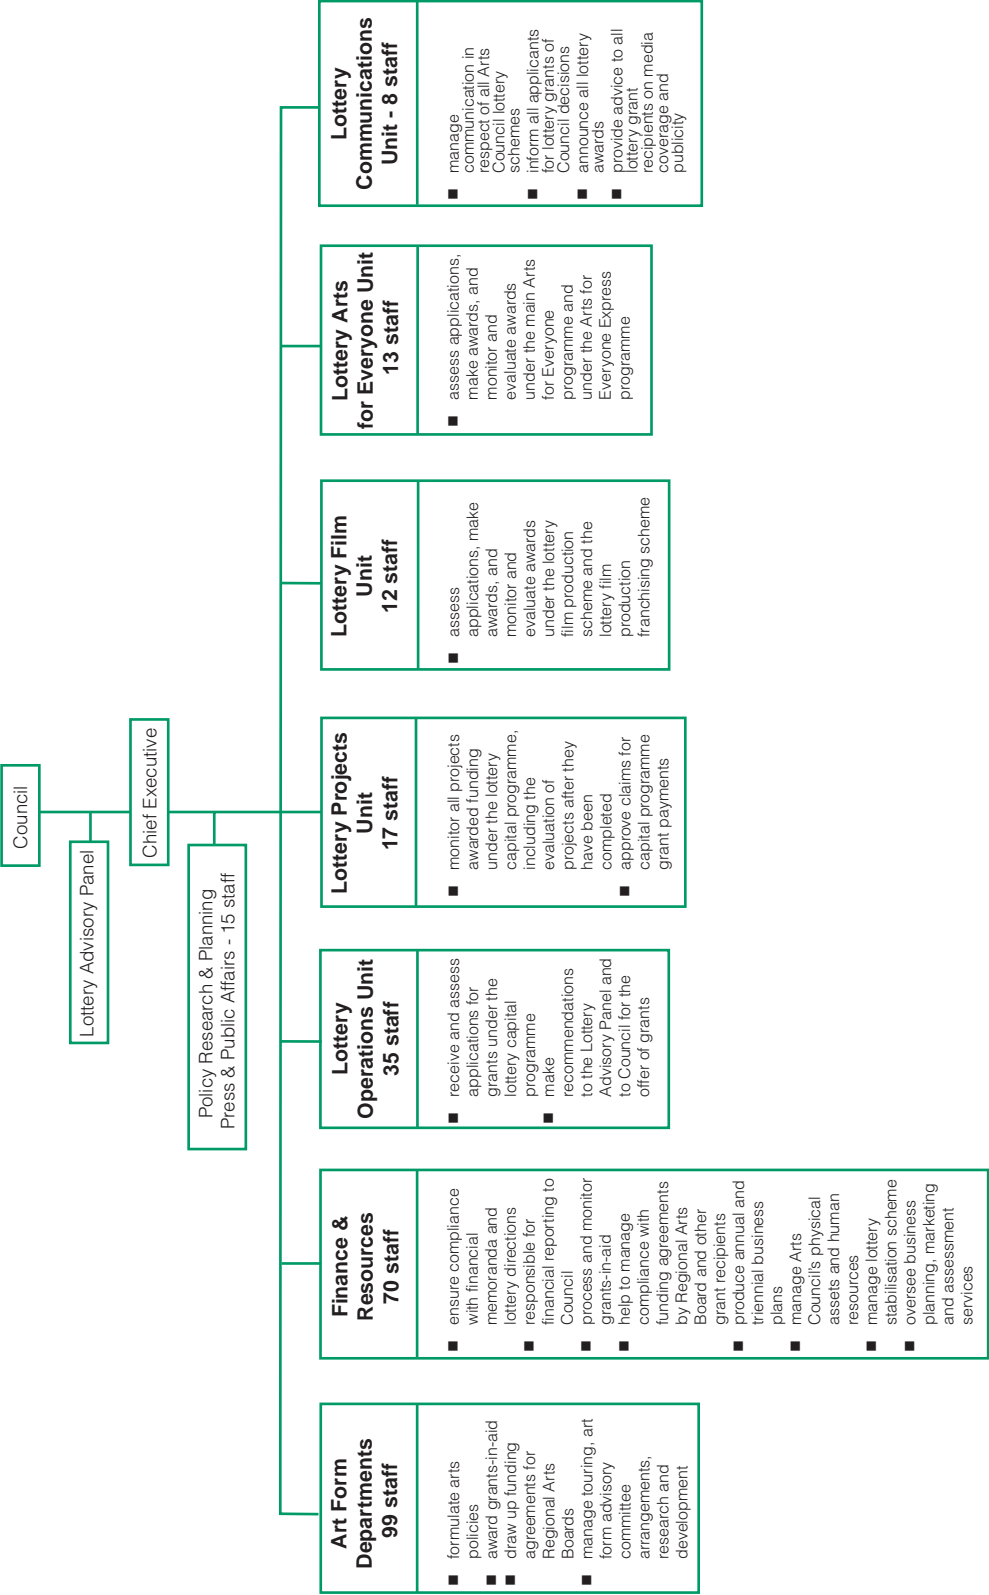 Council
Lottery Advisory Panel
Chief Executive
Policy Research & Planning
Press & Public Affairs - 15 staff
Art Form
Departments
99 staff
■ formulate arts
policies
■ award grants-in-aid
■ draw up funding
agreements for
Regional Arts
Boards
■ manage touring, art
form advisory
committee
arrangements,
research and
development
Finance &
Resources
70 staff
■ ensure compliance
with financial
memoranda and
lottery directions
■ responsible for
financial reporting to
Council
■ process and monitor
grants-in-aid
■ help to manage
compliance with
funding agreements
by Regional Arts
Board and other
grant recipients
■ produce annual and
triennial business
plans
■ manage Arts
Council's physical
assets and human
resources
■ manage lottery
stabilisation scheme
■ oversee business
planning, marketing
and assessment
services
Lottery
Operations Unit
35 staff
■ receive and assess
applications for
grants under the
lottery capital
programme
■ make
recommendations
to the Lottery
Advisory Panel and
to Council for the
offer of grants
Lottery Projects
Unit
17 staff
■ monitor all projects
awarded funding
under the lottery
capital programme,
including the
evaluation of
projects after they
have been
completed
■ approve claims for
capital programme
grant payments
Lottery Film
Unit
12 staff
■ assess
applications, make
awards, and
monitor and
evaluate awards
under the lottery
film production
scheme and the
lottery film
production
franchising scheme
Lottery Arts
for Everyone Unit
13 staff
■ assess applications,
make awards, and
monitor and
evaluate awards
under the main Arts
for Everyone
programme and
under the Arts for
Everyone Express
programme
Lottery
Communications
Unit - 8 staff
■ manage
communication in
respect of all Arts
Council lottery
schemes
■ inform all applicants
for lottery grants of
Council decisions
■ announce all lottery
awards
■ provide advice to all
lottery grant
recipients on media
coverage and
publicity